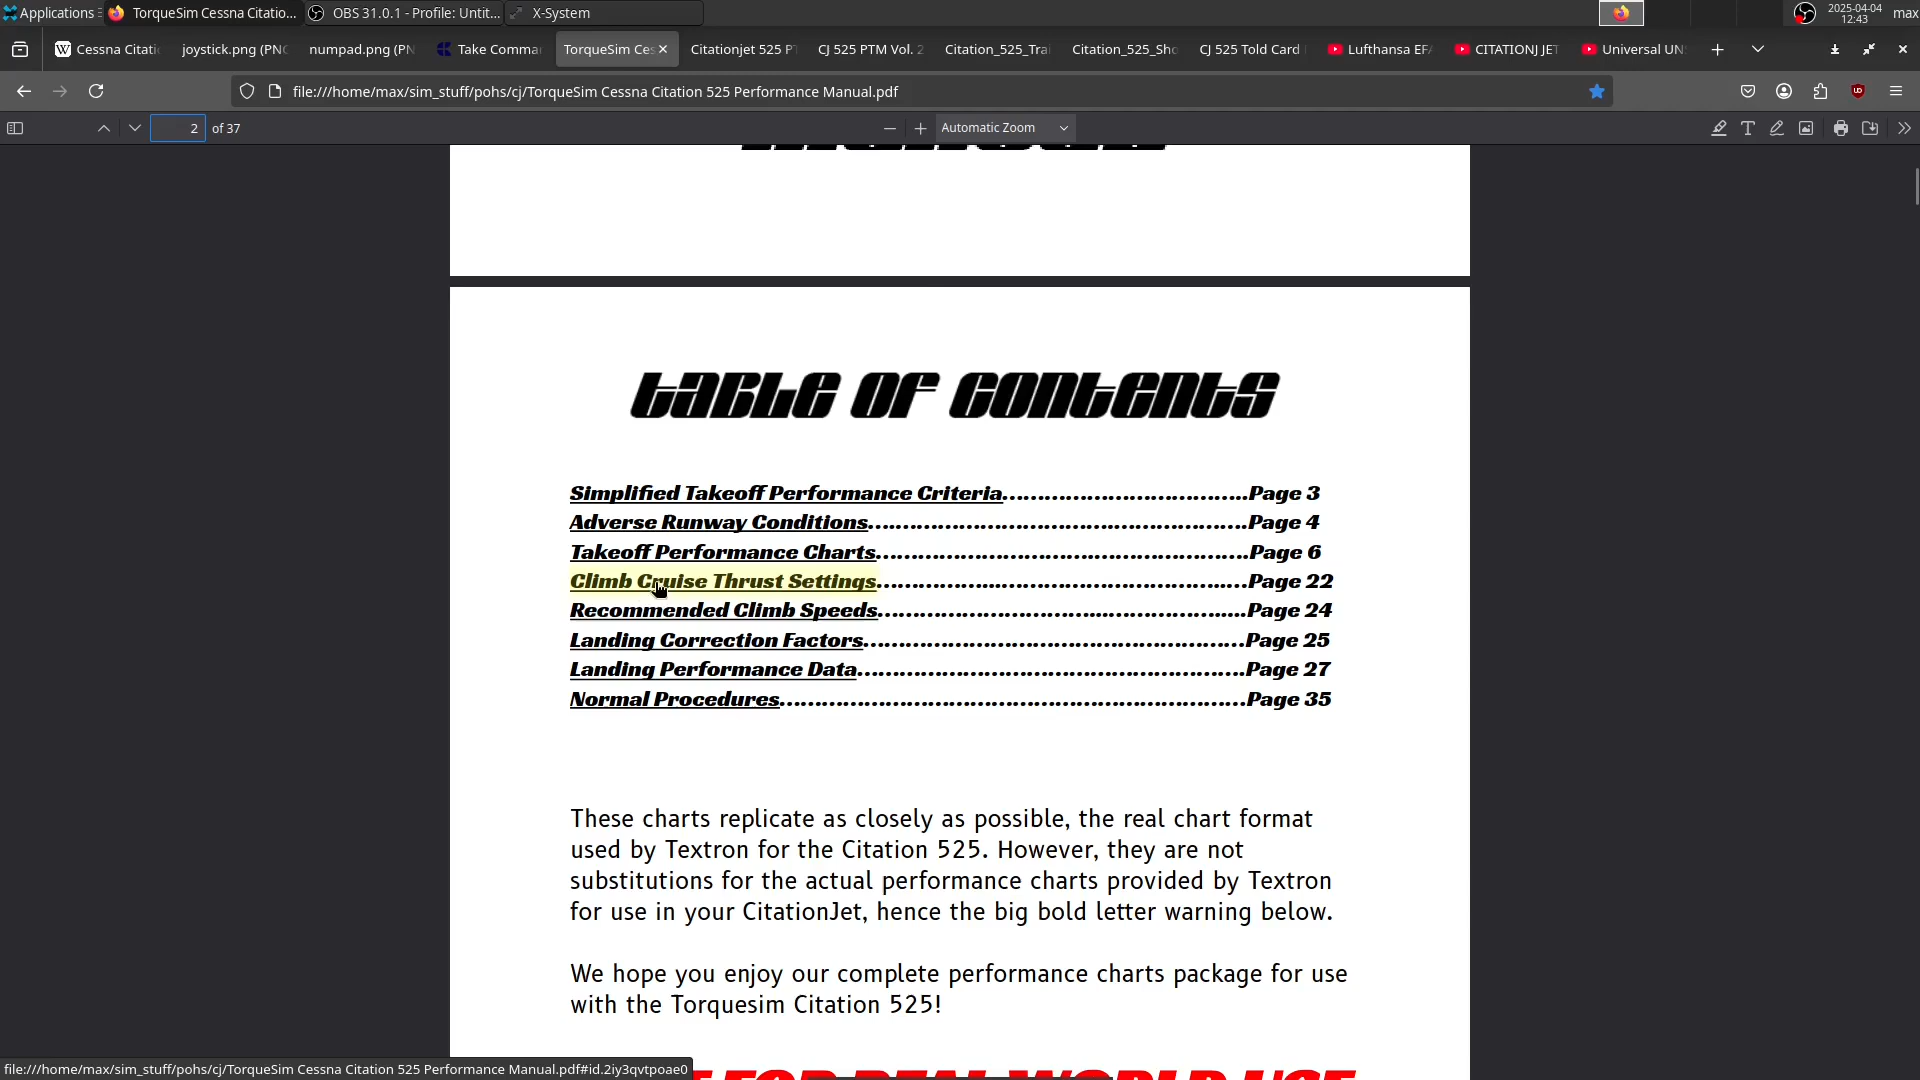 Applications
TorqueSim Cessna Citatio...
OBS 31.0.1 - Profile: Untit...
X-System
2025-04-04
12:43
max
Cessna Citati
joystick.png (PNG
numpad.png (PN
Take Comma
TorqueSim Ces
Citationjet 525 PT
CJ 525 PTM Vol. 2
Citation_525_Trai
Citation_525_Sho
CJ 525 Told Card
Lufthansa EFA
CITATIONJ JET
Universal UN
file:///home/max/sim_stuff/pohs/cj/TorqueSim Cessna Citation 525 Performance Manual.pdf
2 of 37
Automatic Zoom
Table of Contents
Simplified Takeoff Performance Criteria.....................................Page 3
Adverse Runway Conditions.........................................................Page 4
Takeoff Performance Charts........................................................Page 6
Climb Cruise Thrust Settings.......................................................Page 22
Recommended Climb Speeds.......................................................Page 24
Landing Correction Factors.........................................................Page 25
Landing Performance Data..........................................................Page 27
Normal Procedures......................................................................Page 35
These charts replicate as closely as possible, the real chart format
used by Textron for the Citation 525. However, they are not
substitutions for the actual performance charts provided by Textron
for use in your CitationJet, hence the big bold letter warning below.
We hope you enjoy our complete performance charts package for use
with the Torquesim Citation 525!
FOR REAL WORLD USE
file:///home/max/sim_stuff/pohs/cj/TorqueSim Cessna Citation 525 Performance Manual.pdf#id.2iy3qvtpoae0